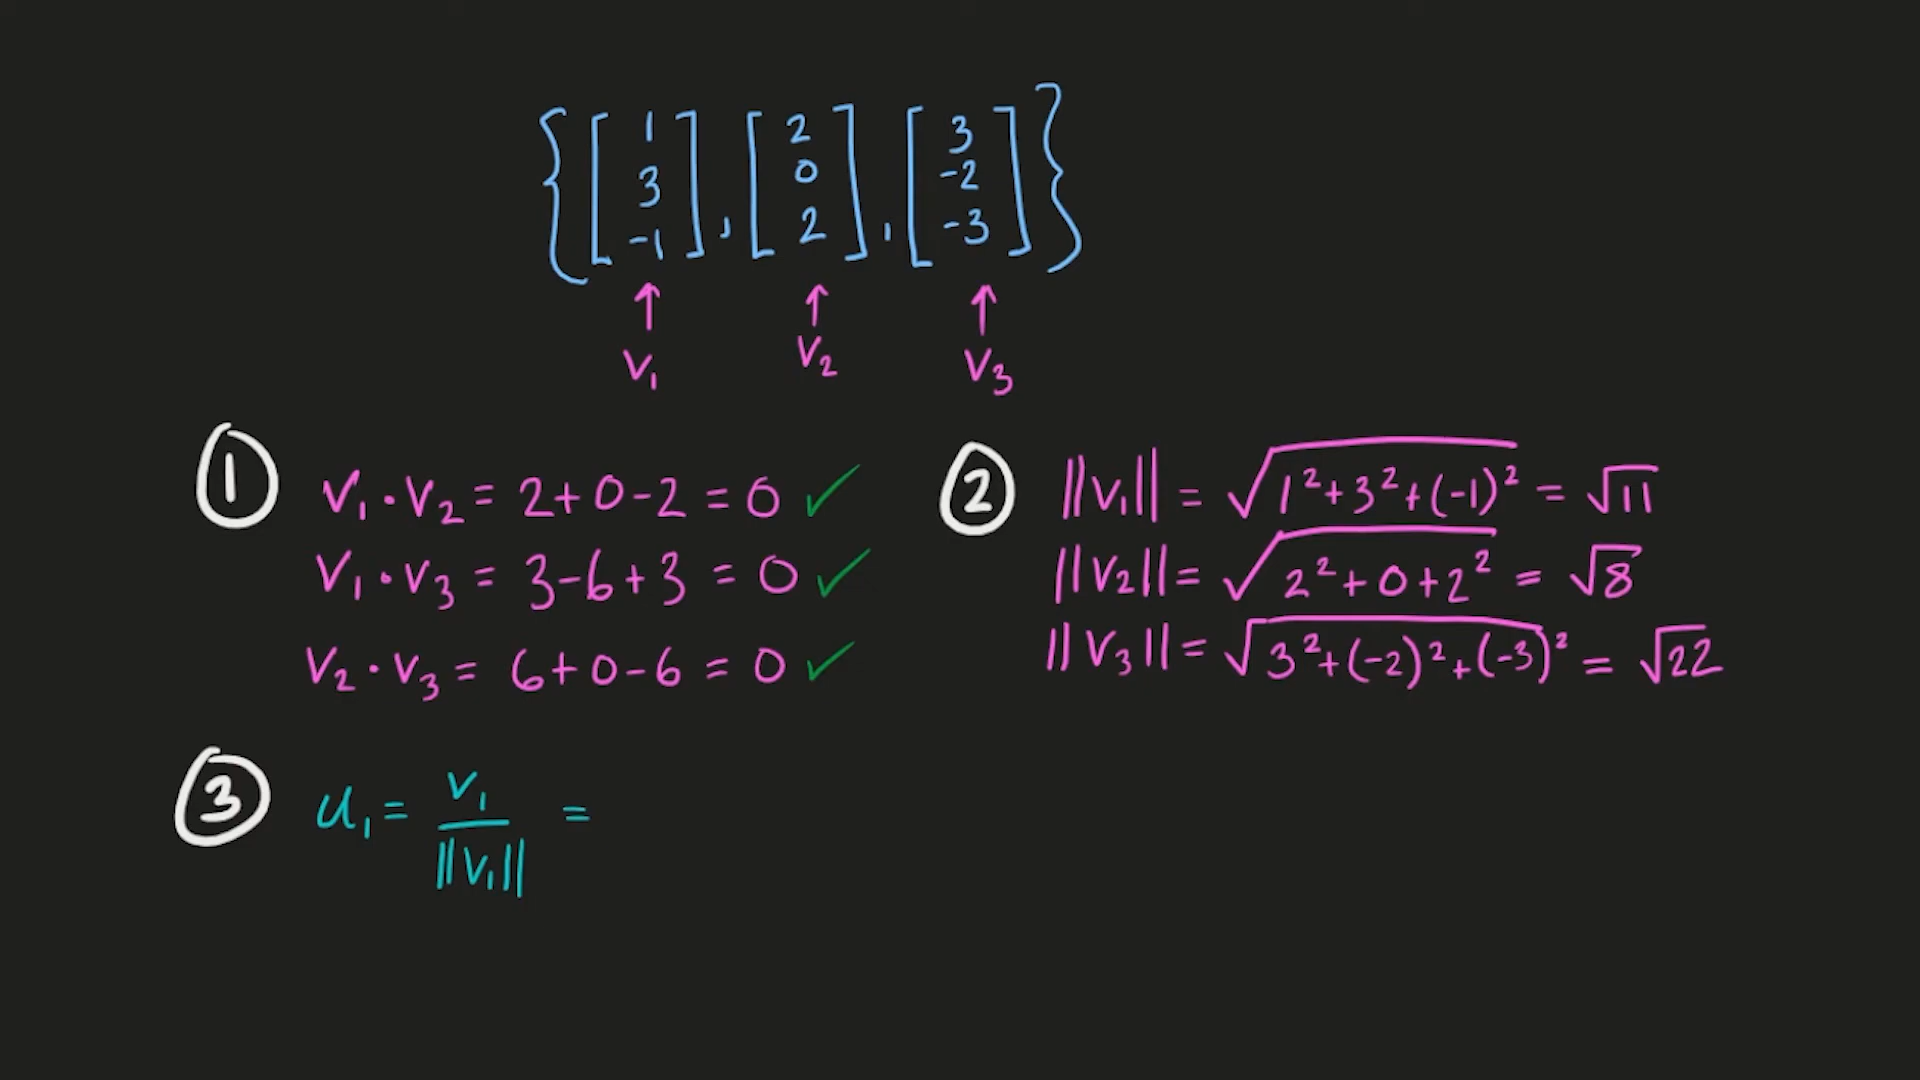 {[1 3 -1], [2 0 2], [3 -2 -3]}
↑ ↑ ↑
v₁ v₂ v₃
① v₁ · v₂ = 2+0-2 = 0 ✓
v₁ · v₃ = 3-6+3 = 0 ✓
v₂ · v₃ = 6+0-6 = 0 ✓
② ||v₁|| = √(1²+3²+(-1)²) = √11
||v₂|| = √(2²+0+2²) = √8
||v₃|| = √(3²+(-2)²+(-3)²) = √22
③ u₁ = v₁/||v₁|| =